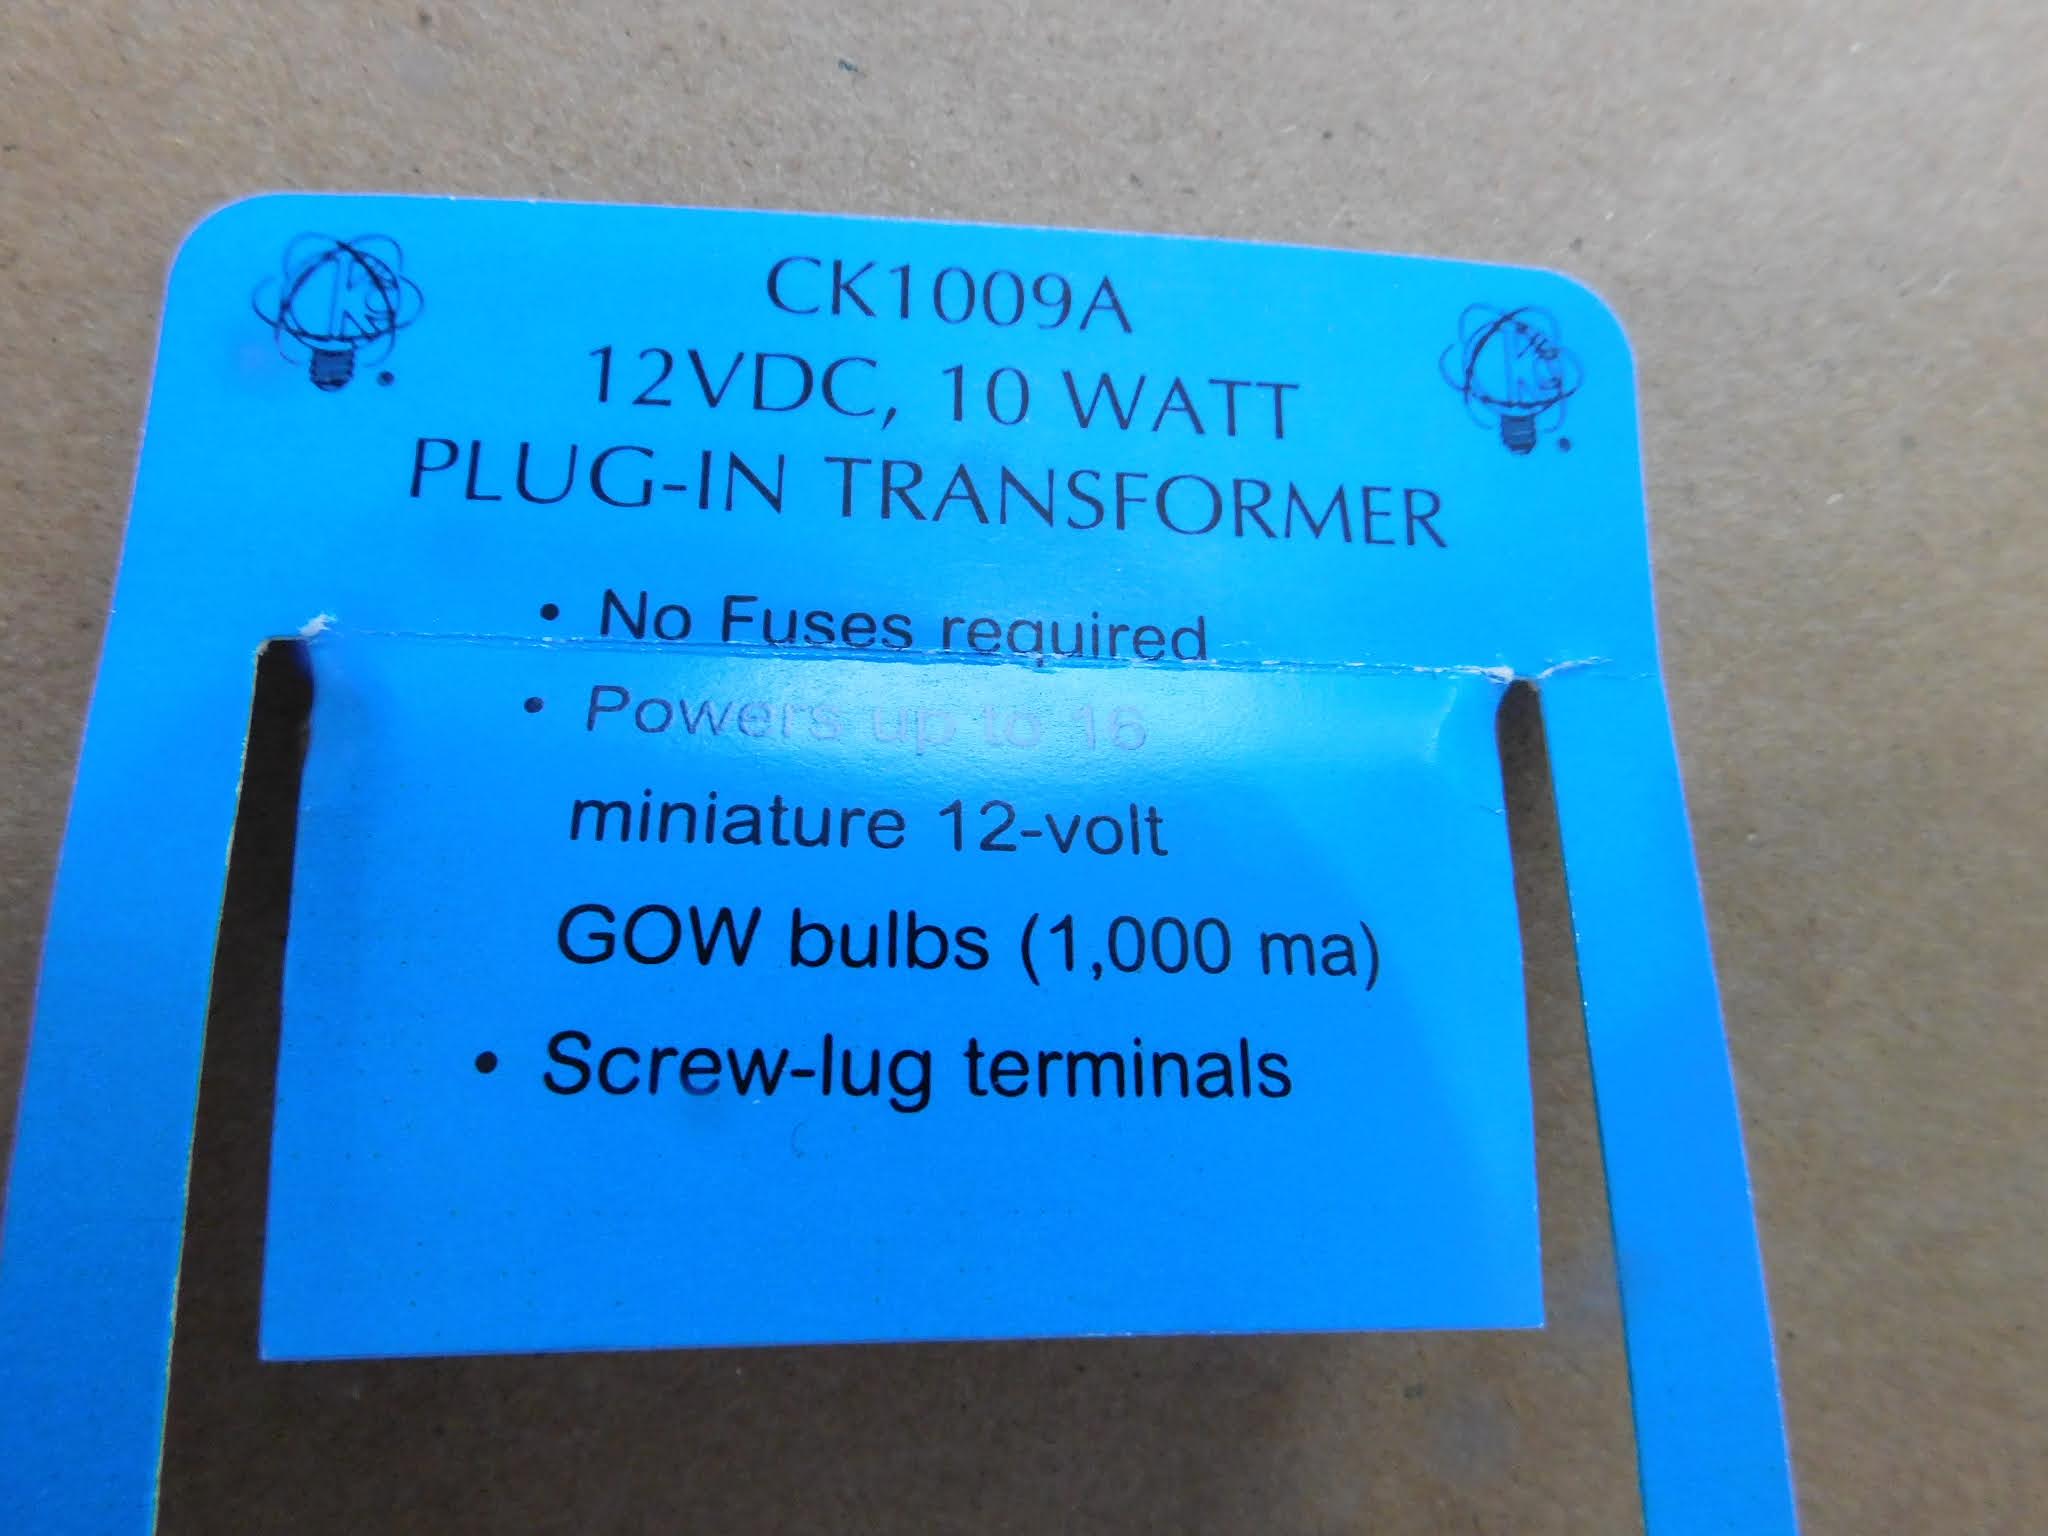 CK1009A
12VDC, 10 WATT
PLUG-IN TRANSFORMER
• No Fuses required
• Powers up to 16
miniature 12-volt
GOW bulbs (1,000 ma)
• Screw-lug terminals